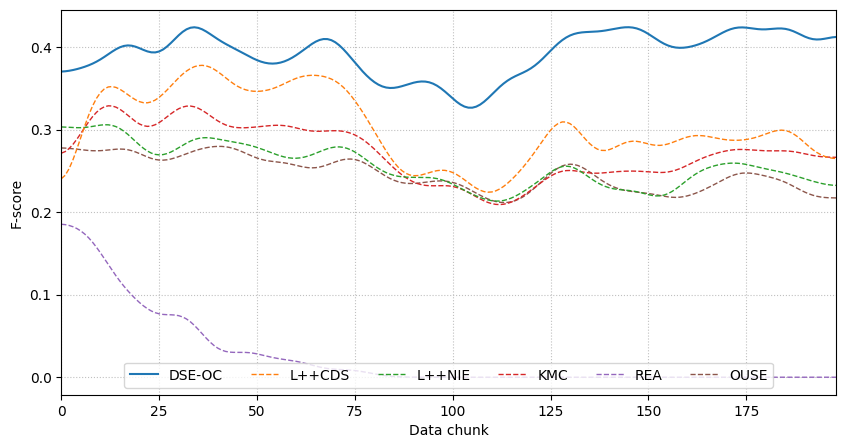 F-score
0.4
0.3
0.2
0.1
0.0
DSE-OC L++CDS L++NIE KMC REA OUSE
0 25 50 75 100 125 150 175
Data chunk